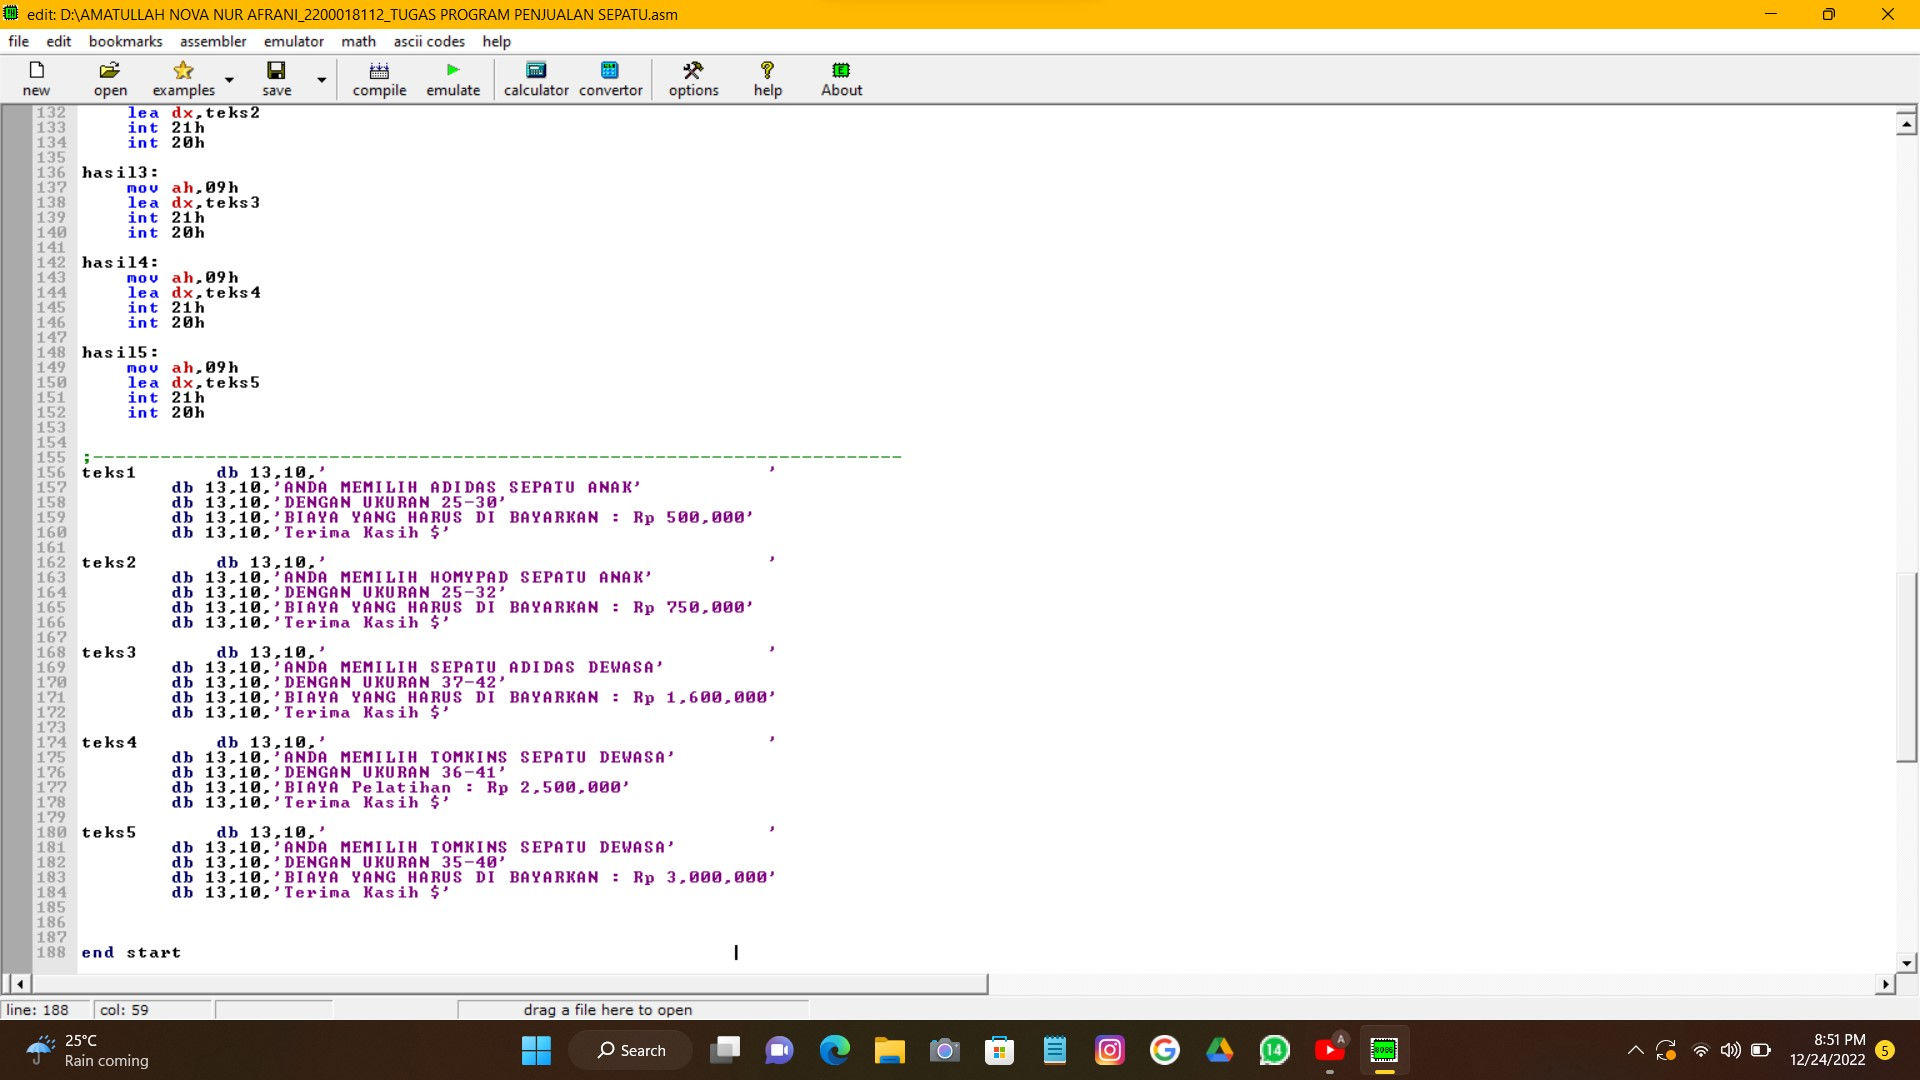 edit: D:\AMATULLAH NOVA NUR AFRANI_2200018112_TUGAS PROGRAM PENJUALAN SEPATU.asm
file edit bookmarks assembler emulator math ascii codes help
new open examples save compile emulate calculator convertor options help About
132 lea dx,teks2
133 int 21h
134 int 20h
135
136 hasil3:
137 mov ah,09h
138 lea dx,teks3
139 int 21h
140 int 20h
141
142 hasil4:
143 mov ah,09h
144 lea dx,teks4
145 int 21h
146 int 20h
147
148 hasil5:
149 mov ah,09h
150 lea dx,teks5
151 int 21h
152 int 20h
153
154
155 ;------------------------------------------------------------------------
156 teks1 db 13,10,' '
157 db 13,10,'ANDA MEMILIH ADIDAS SEPATU ANAK'
158 db 13,10,'DENGAN UKURAN 25-30'
159 db 13,10,'BIAYA YANG HARUS DI BAYARKAN : Rp 500,000'
160 db 13,10,'Terima Kasih $'
161
162 teks2 db 13,10,' '
163 db 13,10,'ANDA MEMILIH HOMYPAD SEPATU ANAK'
164 db 13,10,'DENGAN UKURAN 25-32'
165 db 13,10,'BIAYA YANG HARUS DI BAYARKAN : Rp 750,000'
166 db 13,10,'Terima Kasih $'
167
168 teks3 db 13,10,' '
169 db 13,10,'ANDA MEMILIH SEPATU ADIDAS DEWASA'
170 db 13,10,'DENGAN UKURAN 37-42'
171 db 13,10,'BIAYA YANG HARUS DI BAYARKAN : Rp 1,600,000'
172 db 13,10,'Terima Kasih $'
173
174 teks4 db 13,10,' '
175 db 13,10,'ANDA MEMILIH TOMKINS SEPATU DEWASA'
176 db 13,10,'DENGAN UKURAN 36-41'
177 db 13,10,'BIAYA Pelatihan : Rp 2,500,000'
178 db 13,10,'Terima Kasih $'
179
180 teks5 db 13,10,' '
181 db 13,10,'ANDA MEMILIH TOMKINS SEPATU DEWASA'
182 db 13,10,'DENGAN UKURAN 35-40'
183 db 13,10,'BIAYA YANG HARUS DI BAYARKAN : Rp 3,000,000'
184 db 13,10,'Terima Kasih $'
185
186
187
188 end start
line: 188 col: 59 drag a file here to open
25°C
Rain coming
Search
14
A
8086
8:51 PM
12/24/2022
5